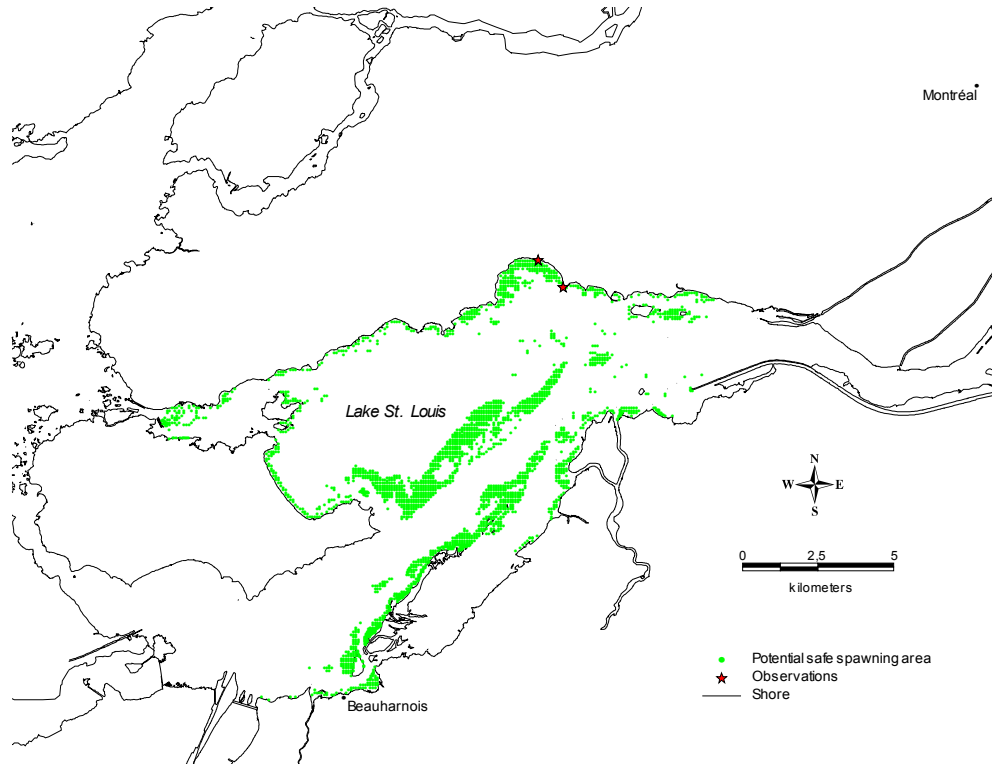 Montréal
Lake St. Louis
N
W E
S
0 2,5 5
kilometers
Potential safe spawning area
Observations
Shore
Beauharnois